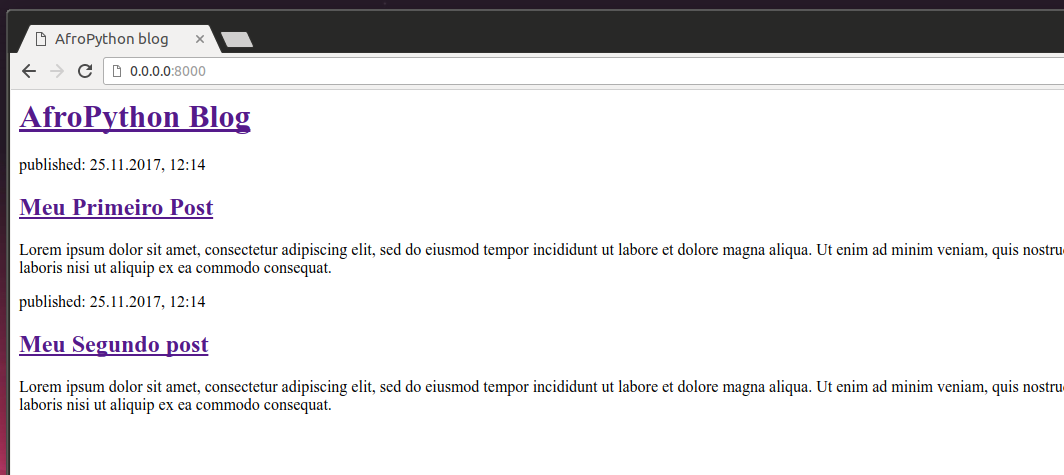 AfroPython blog
0.0.0.0:8000
AfroPython Blog
published: 25.11.2017, 12:14
Meu Primeiro Post
Lorem ipsum dolor sit amet, consectetur adipiscing elit, sed do eiusmod tempor incididunt ut labore et dolore magna aliqua. Ut enim ad minim veniam, quis
laboris nisi ut aliquip ex ea commodo consequat.
published: 25.11.2017, 12:14
Meu Segundo post
Lorem ipsum dolor sit amet, consectetur adipiscing elit, sed do eiusmod tempor incididunt ut labore et dolore magna aliqua. Ut enim ad minim veniam, quis
laboris nisi ut aliquip ex ea commodo consequat.